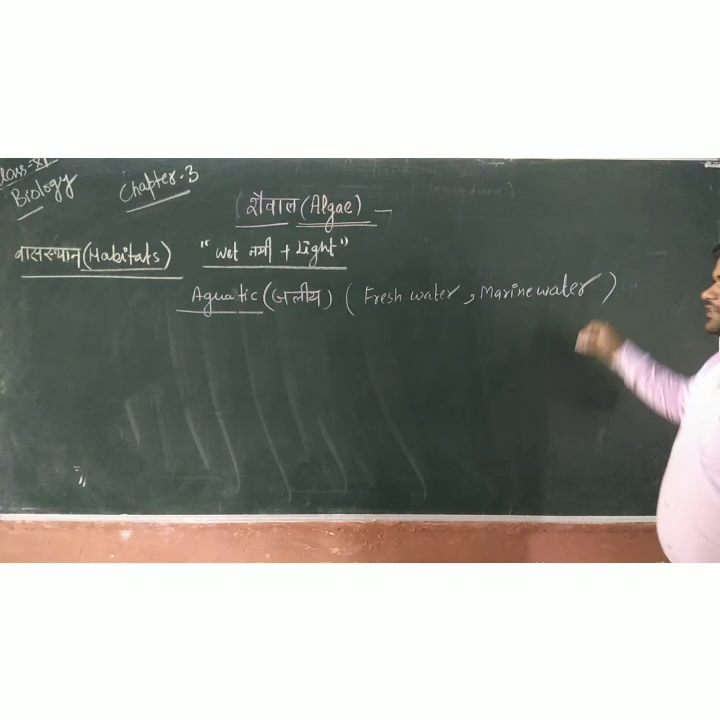 Class-XI
Biology
Chapter.3
(शैवाल (Algae)
वासस्थान (Habitats) "Wet नमी + Light"
Aquatic (जलीय) (Fresh water, Marine water)